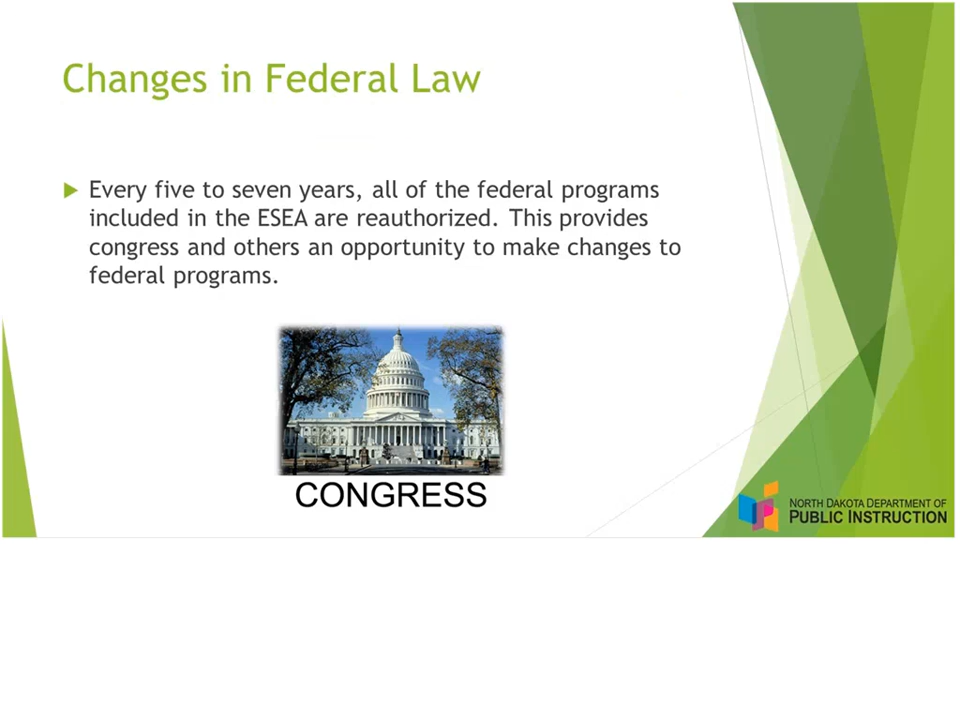 Changes in Federal Law
Every five to seven years, all of the federal programs
included in the ESEA are reauthorized. This provides
congress and others an opportunity to make changes to
federal programs.
CONGRESS
NORTH DAKOTA DEPARTMENT OF
PUBLIC INSTRUCTION